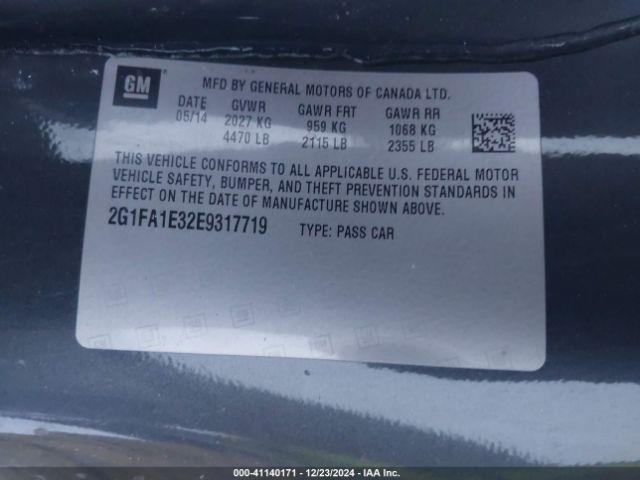 GM
MFD BY GENERAL MOTORS OF CANADA LTD.
DATE GVWR GAWR FRT GAWR RR
05/14 2027 KG 959 KG 1068 KG
4470 LB 2115 LB 2355 LB
THIS VEHICLE CONFORMS TO ALL APPLICABLE U.S. FEDERAL MOTOR
VEHICLE SAFETY, BUMPER, AND THEFT PREVENTION STANDARDS IN
EFFECT ON THE DATE OF MANUFACTURE SHOWN ABOVE.
2G1FA1E32E9317719 TYPE: PASS CAR
000-41140171 - 12/23/2024 - IAA Inc.